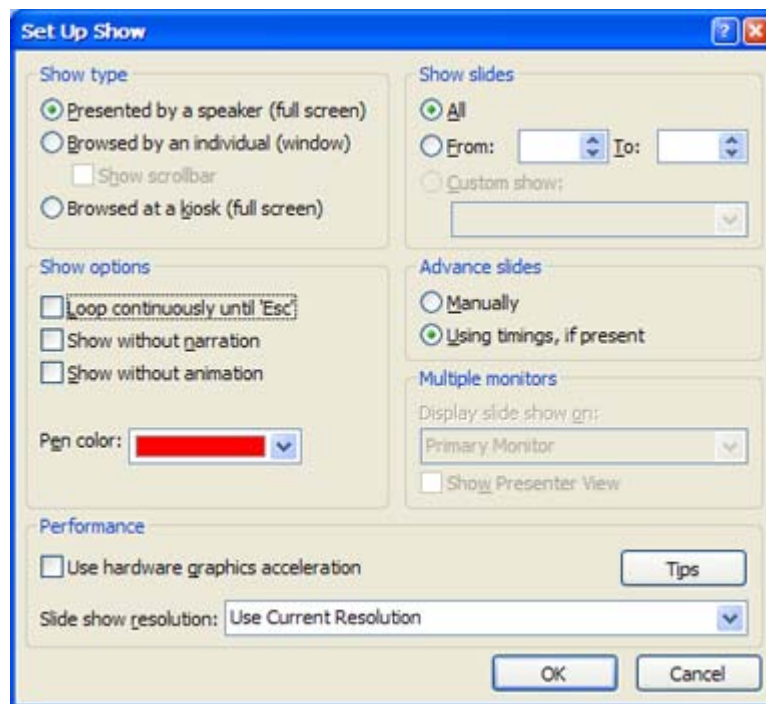 Set Up Show
Show type
Presented by a speaker (full screen)
Browsed by an individual (window)
Show scrollbar
Browsed at a kiosk (full screen)
Show slides
All
From: To:
Custom show:
Show options
Loop continuously until 'Esc'
Show without narration
Show without animation
Pen color:
Advance slides
Manually
Using timings, if present
Multiple monitors
Display slide show on:
Primary Monitor
Show Presenter View
Performance
Use hardware graphics acceleration
Tips
Slide show resolution: Use Current Resolution
OK Cancel